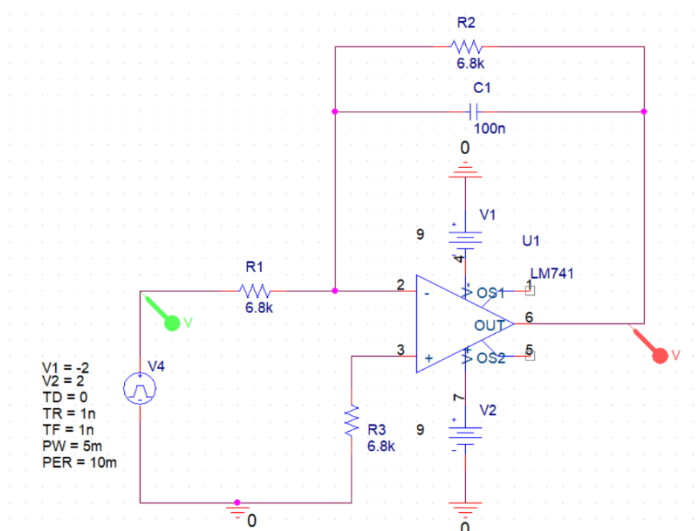 R2
6.8k
C1
100n
0
V1
9
4
U1
LM741
R1
6.8k
2
-
V-
OS1
1
V
OUT
6
3
+
V+
OS2
5
V
V4
V1 = -2
V2 = 2
TD = 0
TR = 1n
TF = 1n
PW = 5m
PER = 10m
7
V2
R3
9
6.8k
0
0